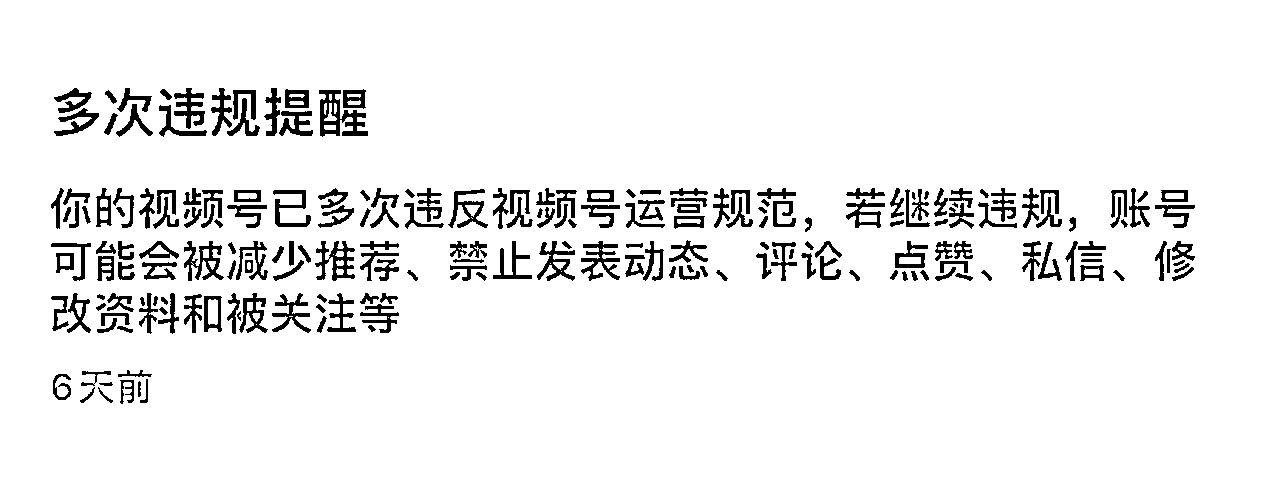 多次违规提醒
你的视频号已多次违反视频号运营规范，若继续违规，账号
可能会被减少推荐、禁止发表动态、评论、点赞、私信、修
改资料和被关注等
6天前